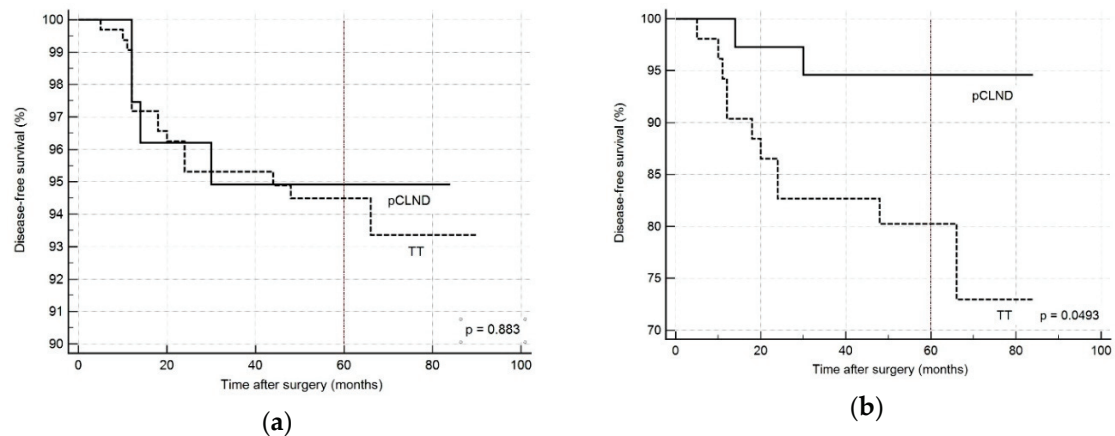 100
99
98
97
96
95
94
93
92
91
90
Disease-free survival (%)
pCLND
TT
p = 0.883
0 20 40 60 80 100
Time after surgery (months)
(a)
100
95
90
85
80
75
70
Disease-free survival (%)
pCLND
TT p = 0.0493
0 20 40 60 80 100
Time after surgery (months)
(b)